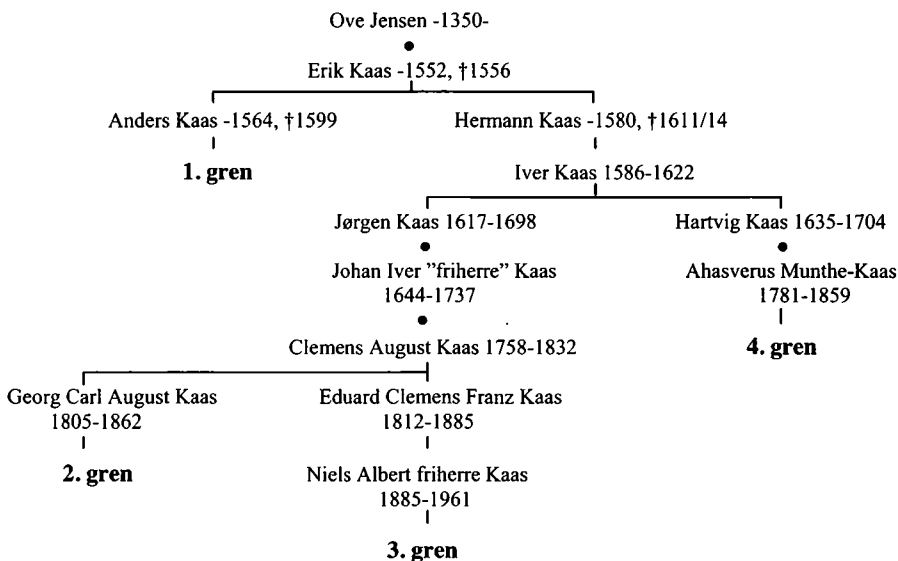 Ove Jensen -1350-
Erik Kaas -1552, †1556
Anders Kaas -1564, †1599
Hermann Kaas -1580, †1611/14
1. gren
Iver Kaas 1586-1622
Jørgen Kaas 1617-1698
Hartvig Kaas 1635-1704
Johan Iver ”friherre” Kaas
1644-1737
Ahasverus Munthe-Kaas
1781-1859
Clemens August Kaas 1758-1832
4. gren
Georg Carl August Kaas
1805-1862
Eduard Clemens Franz Kaas
1812-1885
2. gren
Niels Albert friherre Kaas
1885-1961
3. gren